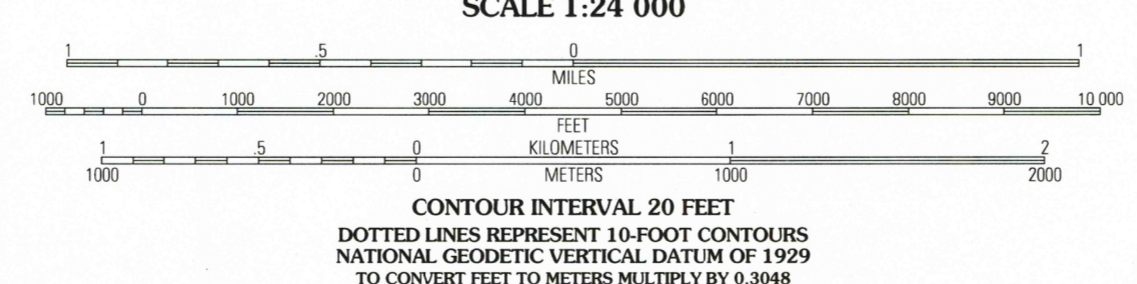 SCALE 1:24 000
1 .5 0 1
MILES
1000 0 1000 2000 3000 4000 5000 6000 7000 8000 9000 10 000
FEET
1 .5 0 KILOMETERS 1 2
1000 0 METERS 1000 2000
CONTOUR INTERVAL 20 FEET
DOTTED LINES REPRESENT 10-FOOT CONTOURS
NATIONAL GEODETIC VERTICAL DATUM OF 1929
TO CONVERT FEET TO METERS MULTIPLY BY 0.3048